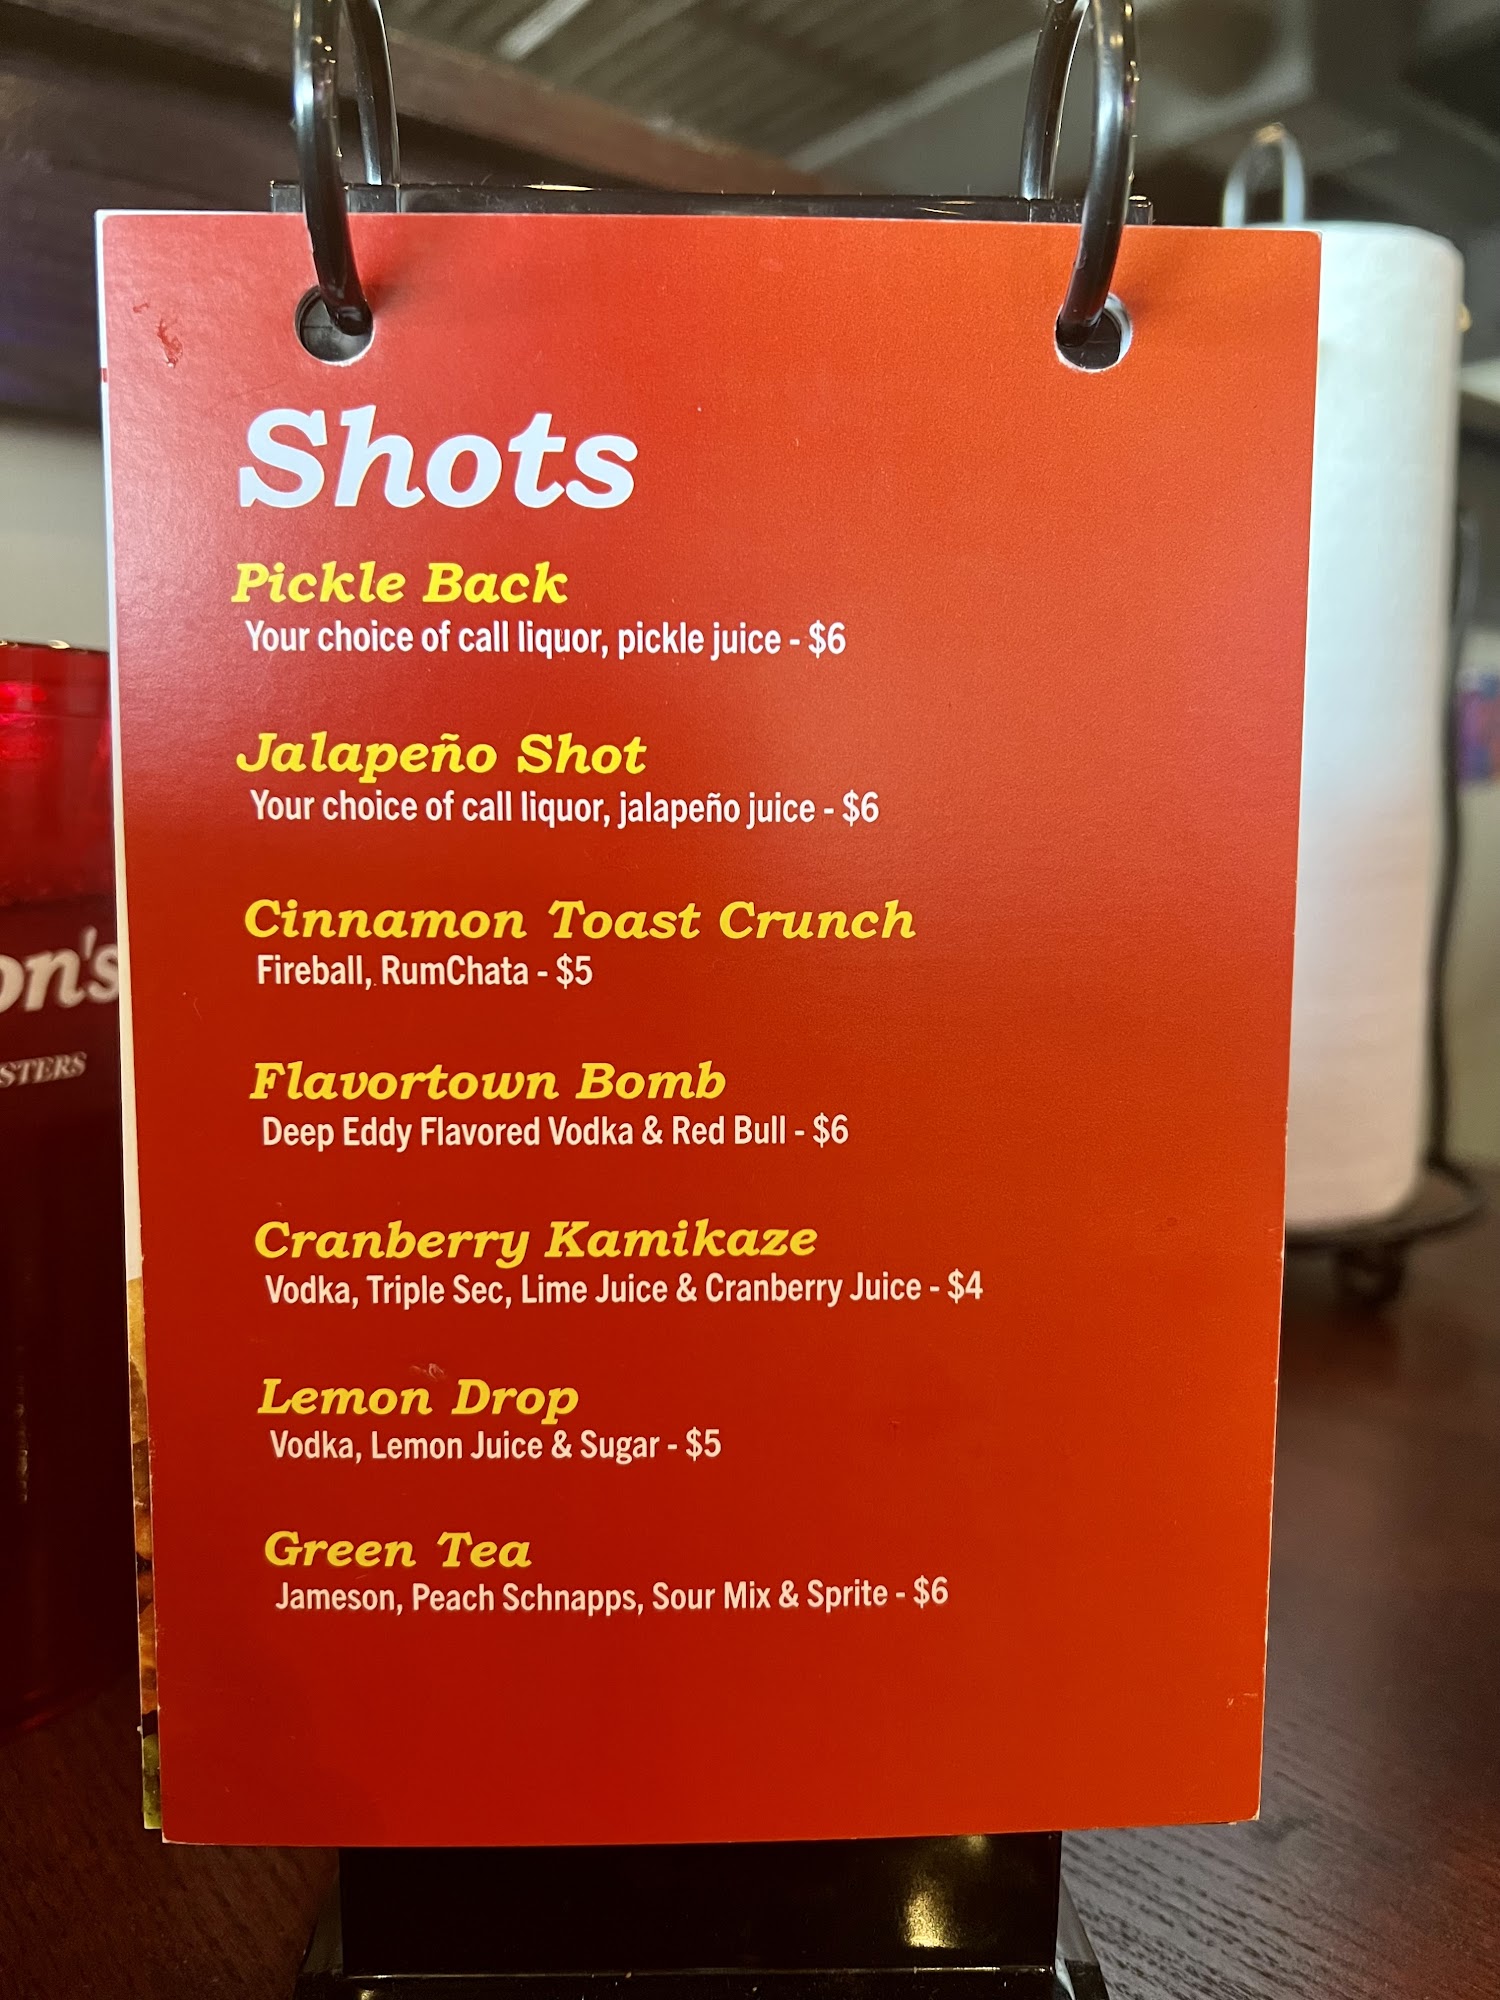 Shots
Pickle Back
Your choice of call liquor, pickle juice - $6
Jalapeño Shot
Your choice of call liquor, jalapeño juice - $6
Cinnamon Toast Crunch
Fireball, RumChata - $5
Flavortown Bomb
Deep Eddy Flavored Vodka & Red Bull - $6
Cranberry Kamikaze
Vodka, Triple Sec, Lime Juice & Cranberry Juice - $4
Lemon Drop
Vodka, Lemon Juice & Sugar - $5
Green Tea
Jameson, Peach Schnapps, Sour Mix & Sprite - $6
on's
STERS